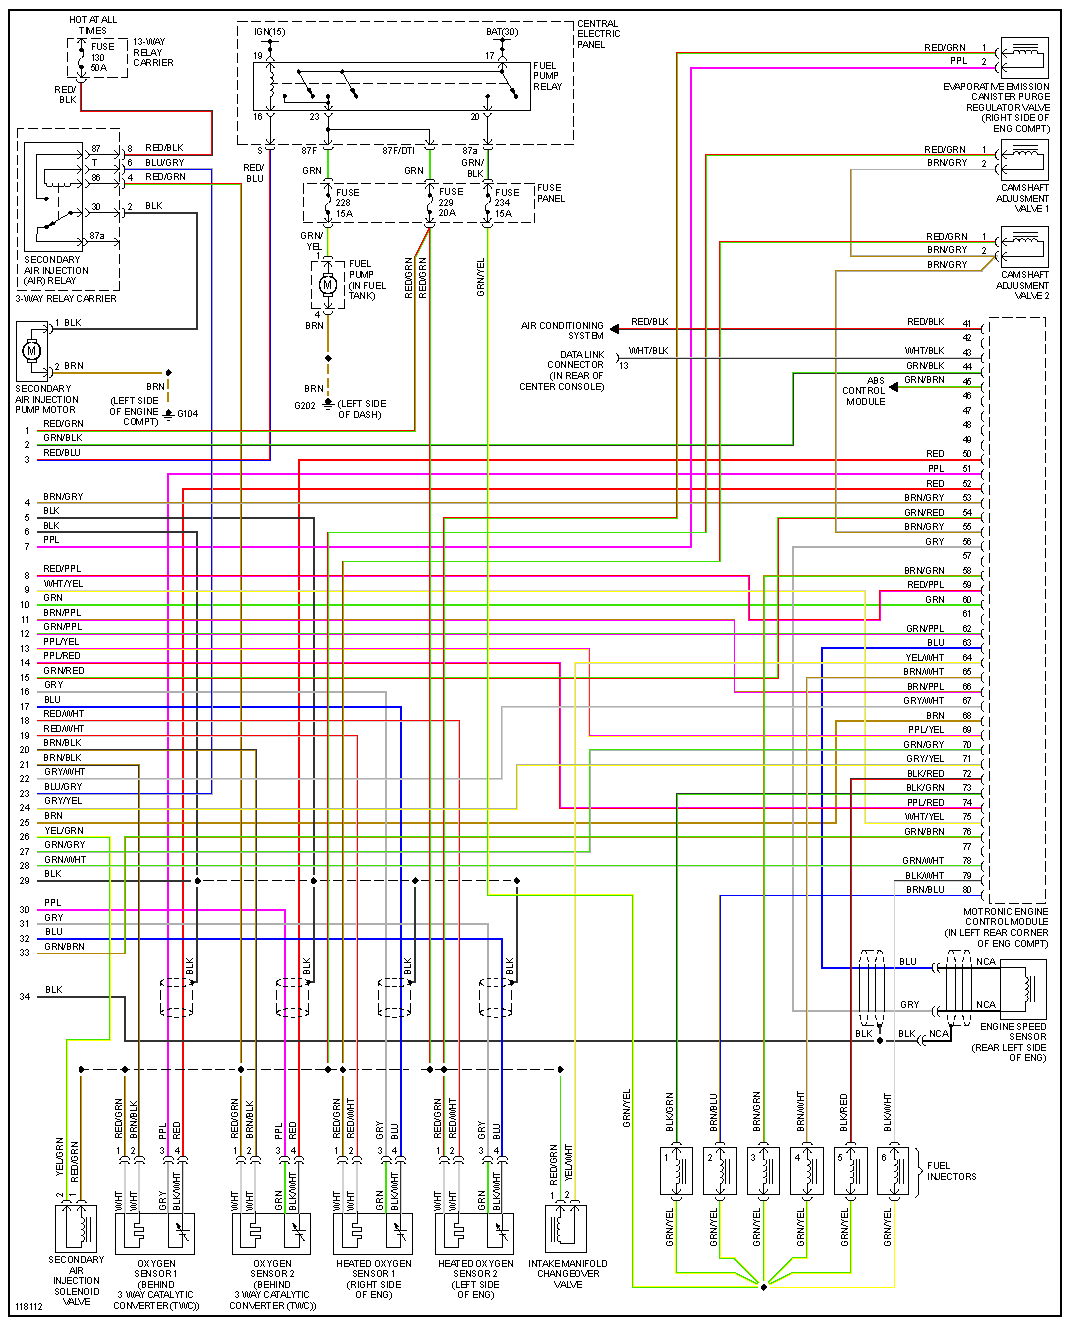 HOT AT ALL
TIMES
FUSE
130
50A
13-WAY
RELAY
CARRIER
RED/
BLK
IGN(15)
BAT(30)
CENTRAL
ELECTRIC
PANEL
19
17
FUEL
PUMP
RELAY
16
23
20
S
87F
87F/DTI
87a
RED/
BLU
GRN
GRN
GRN/
BLK
FUSE
228
15A
FUSE
229
20A
FUSE
234
15A
FUSE
PANEL
GRN/
YEL
RED/GRN
RED/GRN
GRN/YEL
1
M
FUEL
PUMP
(IN FUEL
TANK)
4
BRN
BRN
G202
(LEFT SIDE
OF DASH)
87
8
RED/BLK
T
6
BLU/GRY
86
4
RED/GRN
30
2
BLK
87a
SECONDARY
AIR INJECTION
(AIR) RELAY
3-WAY RELAY CARRIER
1 BLK
M
2 BRN
SECONDARY
AIR INJECTION
PUMP MOTOR
BRN
(LEFT SIDE
OF ENGINE
COMPT)
G104
RED/GRN 1
PPL 2
EVAPORATIVE EMISSION
CANISTER PURGE
REGULATOR VALVE
(RIGHT SIDE OF
ENG COMPT)
RED/GRN 1
BRN/GRY 2
CAMSHAFT
ADJUSMENT
VALVE 1
RED/GRN 1
BRN/GRY 2
BRN/GRY
CAMSHAFT
ADJUSMENT
VALVE 2
AIR CONDITIONING
SYSTEM
RED/BLK
DATA LINK
CONNECTOR
(IN REAR OF
CENTER CONSOLE)
13
WHT/BLK
ABS
CONTROL
MODULE
RED/BLK 41
42
WHT/BLK 43
GRN/BLK 44
GRN/BRN 45
46
47
48
49
RED 50
PPL 51
RED 52
BRN/GRY 53
GRN/RED 54
BRN/GRY 55
GRY 56
57
BRN/GRN 58
RED/PPL 59
GRN 60
61
GRN/PPL 62
BLU 63
YEL/WHT 64
BRN/WHT 65
BRN/PPL 66
GRY/WHT 67
BRN 68
PPL/YEL 69
GRN/GRY 70
GRY/YEL 71
BLK/RED 72
BLK/GRN 73
PPL/RED 74
WHT/YEL 75
GRN/BRN 76
77
GRN/WHT 78
BLK/WHT 79
BRN/BLU 80
MOTRONIC ENGINE
CONTROL MODULE
(IN LEFT REAR CORNER
OF ENG COMPT)
1 RED/GRN
2 GRN/BLK
3 RED/BLU
4 BRN/GRY
5 BLK
6 BLK
7 PPL
8 RED/PPL
9 WHT/YEL
10 GRN
11 BRN/PPL
12 GRN/PPL
13 PPL/YEL
14 PPL/RED
15 GRN/RED
16 GRY
17 BLU
18 RED/WHT
19 RED/WHT
20 BRN/BLK
21 BRN/BLK
22 GRY/WHT
23 BLU/GRY
24 GRY/YEL
25 BRN
26 YEL/GRN
27 GRN/GRY
28 GRN/WHT
29 BLK
30 PPL
31 GRY
32 BLU
33 GRN/BRN
34 BLK
BLK
BLK
BLK
BLK
BLU
NCA
GRY
NCA
BLK
BLK
NCA
ENGINE SPEED
SENSOR
(REAR LEFT SIDE
OF ENG)
YEL/GRN
RED/GRN
2
1
SECONDARY
AIR
INJECTION
SOLENOID
VALVE
RED/GRN
BRN/BLK
PPL
RED
1 2 3 4
WHT
WHT
GRY
BLK/WHT
OXYGEN
SENSOR 1
(BEHIND
3 WAY CATALYTIC
CONVERTER (TWC))
RED/GRN
BRN/BLK
PPL
RED
1 2 3 4
WHT
WHT
GRN
BLK/WHT
OXYGEN
SENSOR 2
(BEHIND
3 WAY CATALYTIC
CONVERTER (TWC))
RED/GRN
RED/WHT
GRY
BLU
1 2 3 4
WHT
WHT
GRN
BLK/WHT
HEATED OXYGEN
SENSOR 1
(RIGHT SIDE
OF ENG)
RED/GRN
RED/WHT
GRY
BLU
1 2 3 4
WHT
WHT
GRN
BLK/WHT
HEATED OXYGEN
SENSOR 2
(LEFT SIDE
OF ENG)
RED/GRN
YEL/WHT
1 2
INTAKE MANIFOLD
CHANGEOVER
VALVE
GRN/YEL
BLK/GRN
BRN/BLU
BRN/GRN
BRN/WHT
BLK/RED
BLK/WHT
1
2
3
4
5
6
FUEL
INJECTORS
GRN/YEL
GRN/YEL
GRN/YEL
GRN/YEL
GRN/YEL
GRN/YEL
118112